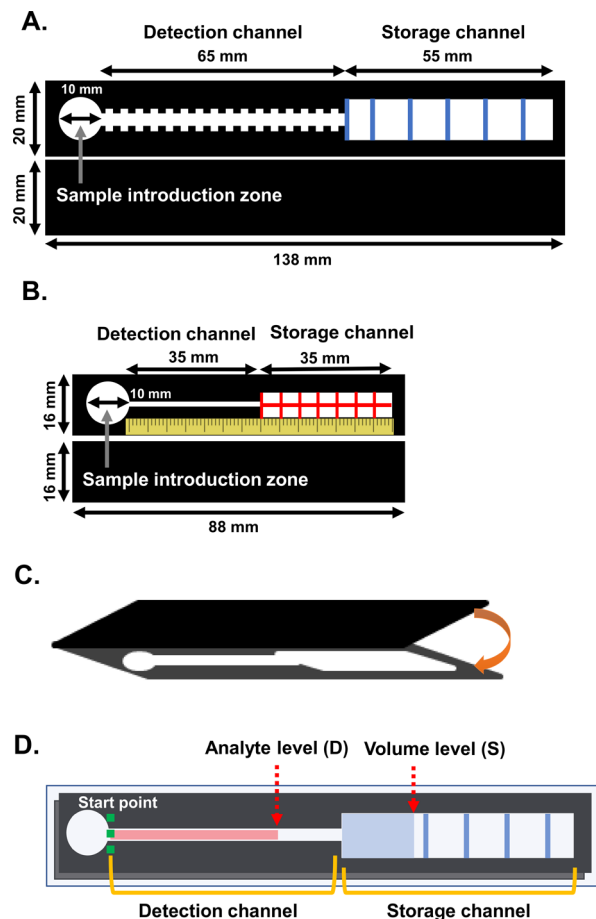 A.
Detection channel
Storage channel
65 mm
55 mm
10 mm
20 mm
Sample introduction zone
20 mm
138 mm
B.
Detection channel
Storage channel
35 mm
35 mm
16 mm
10 mm
16 mm
Sample introduction zone
88 mm
C.
D.
Analyte level (D)
Volume level (S)
Start point
Detection channel
Storage channel